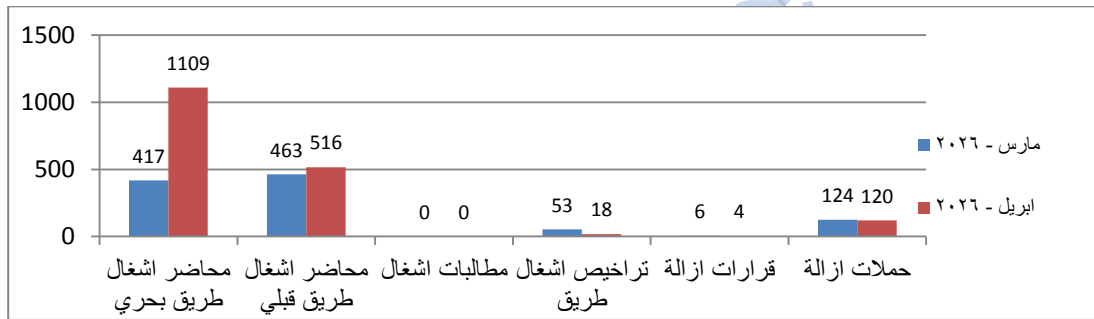 1500
1000
500
0
417
1109
463
516
0
0
53
18
6
4
124
120
محاضر اشغال
طريق بحري
محاضر اشغال
طريق قبلي
مطالبات اشغال
تراخيص اشغال
طريق
قرارات ازالة
حملات ازالة
مارس - ٢٠٢٦
ابريل - ٢٠٢٦